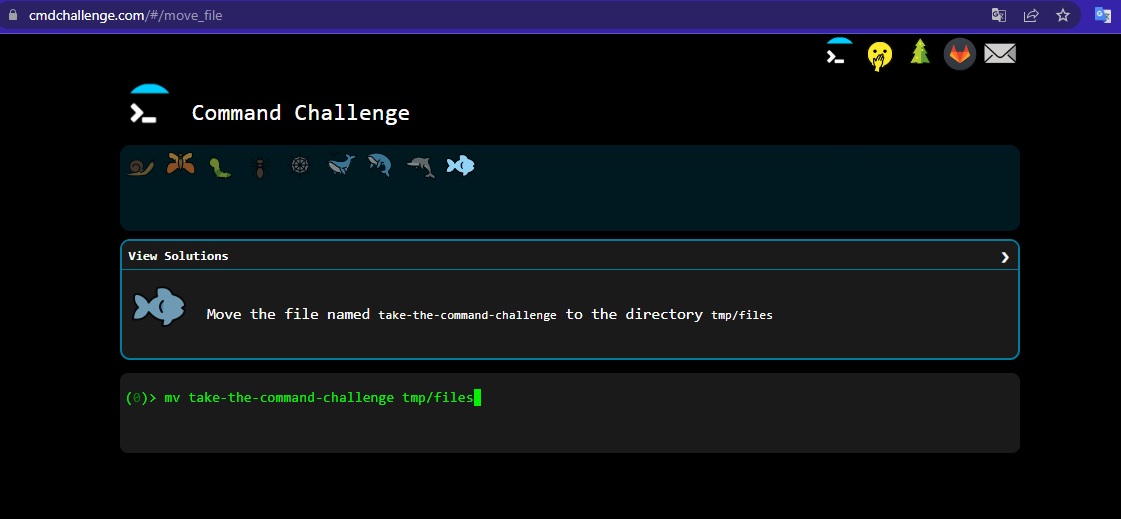 cmdchallenge.com/#/move_file
Command Challenge
View Solutions
Move the file named take-the-command-challenge to the directory tmp/files
(0)> mv take-the-command-challenge tmp/files